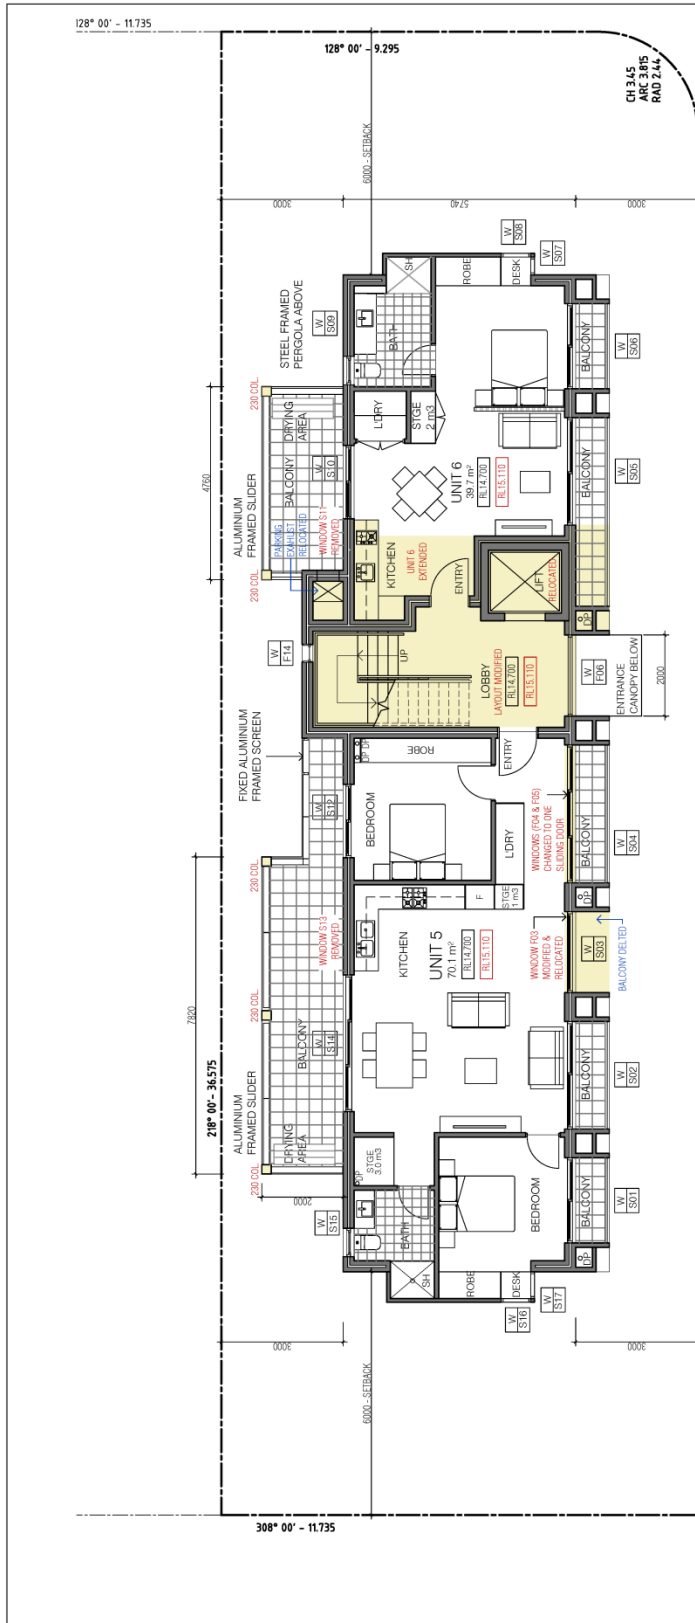 128° 00' - 11.735
128° 00' - 9.295
CH 3.45
ARC 3.815
RAD 2.44
6000 - SETBACK
3000
5740
3000
W
S08
W
S07
STEEL FRAMED
PERGOLA ABOVE
W
S09
SH
ROBE
DESK
BATH
BALCONY
W
S06
230 COL.
DRYING
AREA
BALCONY
W
S10
L'DRY
STGE
2 m3
UNIT 6
39.7 m²
RL14.700
RL15.110
W
S05
4760
ALUMINIUM
FRAMED SLIDER
PARKING
EXAHUST
RELOCATED
WINDOW S11
REMOVED
230 COL.
KITCHEN
UNIT 6
EXTENDED
ENTRY
LIFT
RELOCATED
W
F14
UP
LOBBY
LAYOUT MODIFIED
RL14.700
RL15.110
DP
W
F06
ENTRANCE
CANOPY BELOW
2000
FIXED ALUMINIUM
FRAMED SCREEN
W
S12
DP DP
ROBE
ENTRY
BEDROOM
L'DRY
WINDOWS (F04 & F05)
CHANGED TO ONE
SLIDING DOOR
BALCONY
W
S04
230 COL.
WINDOW S13
REMOVED
KITCHEN
F
STGE
1 m3
UNIT 5
70.1 m²
RL14.700
RL15.110
WINDOW F03
MODIFIED &
RELOCATED
DP
W
S03
BALCONY DELTED
7820
230 COL.
BALCONY
W
S14
BALCONY
W
S02
218° 00' - 36.575
ALUMINIUM
FRAMED SLIDER
DRYING
AREA
230 COL.
2000
DP
STGE
3.0 m3
BATH
W
S15
SH
BEDROOM
ROBE
DESK
BALCONY
W
S01
DP
W
S16
W
S17
3000
3000
6000 - SETBACK
308° 00' - 11.735